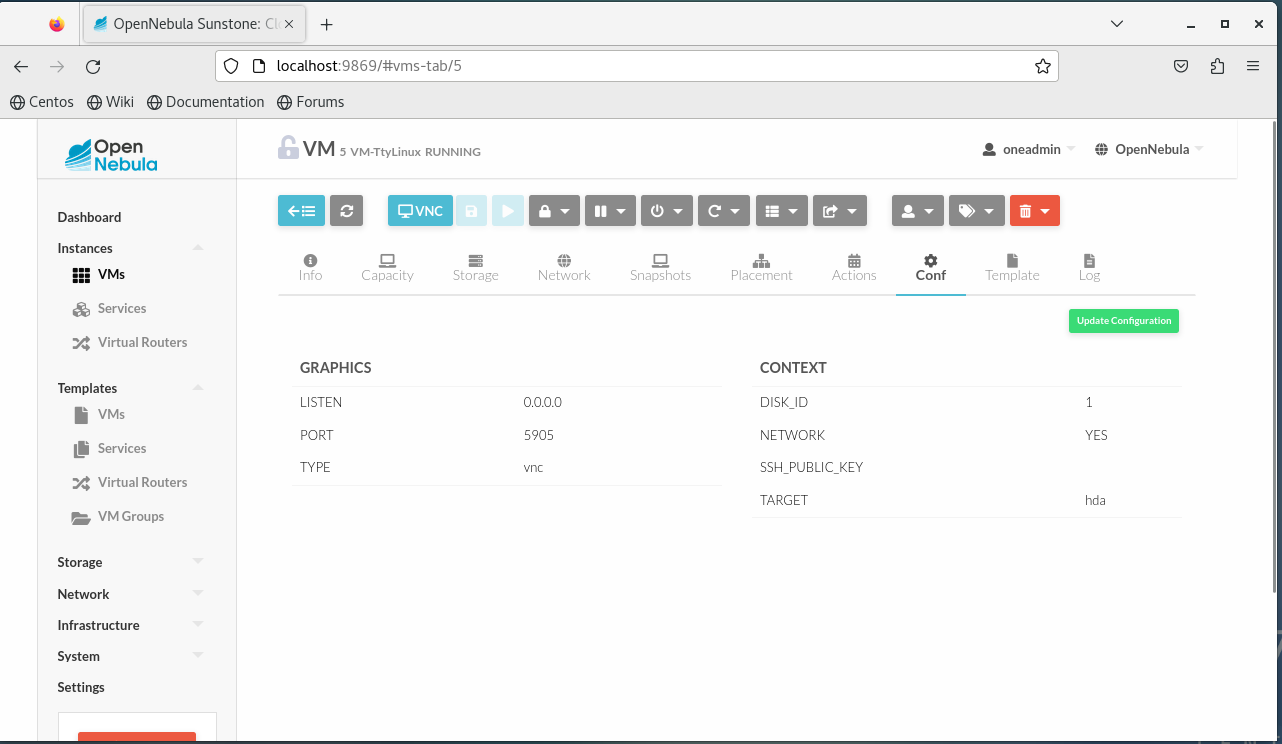 OpenNebula Sunstone: Cl
localhost:9869/#vms-tab/5
Centos Wiki Documentation Forums
Open
Nebula
VM 5 VM-TtyLinux RUNNING
oneadmin OpenNebula
VNC
Info Capacity Storage Network Snapshots Placement Actions Conf Template Log
Update Configuration
Dashboard
Instances
VMs
Services
Virtual Routers
Templates
VMs
Services
Virtual Routers
VM Groups
Storage
Network
Infrastructure
System
Settings
GRAPHICS
LISTEN 0.0.0.0
PORT 5905
TYPE vnc
CONTEXT
DISK_ID 1
NETWORK YES
SSH_PUBLIC_KEY
TARGET hda